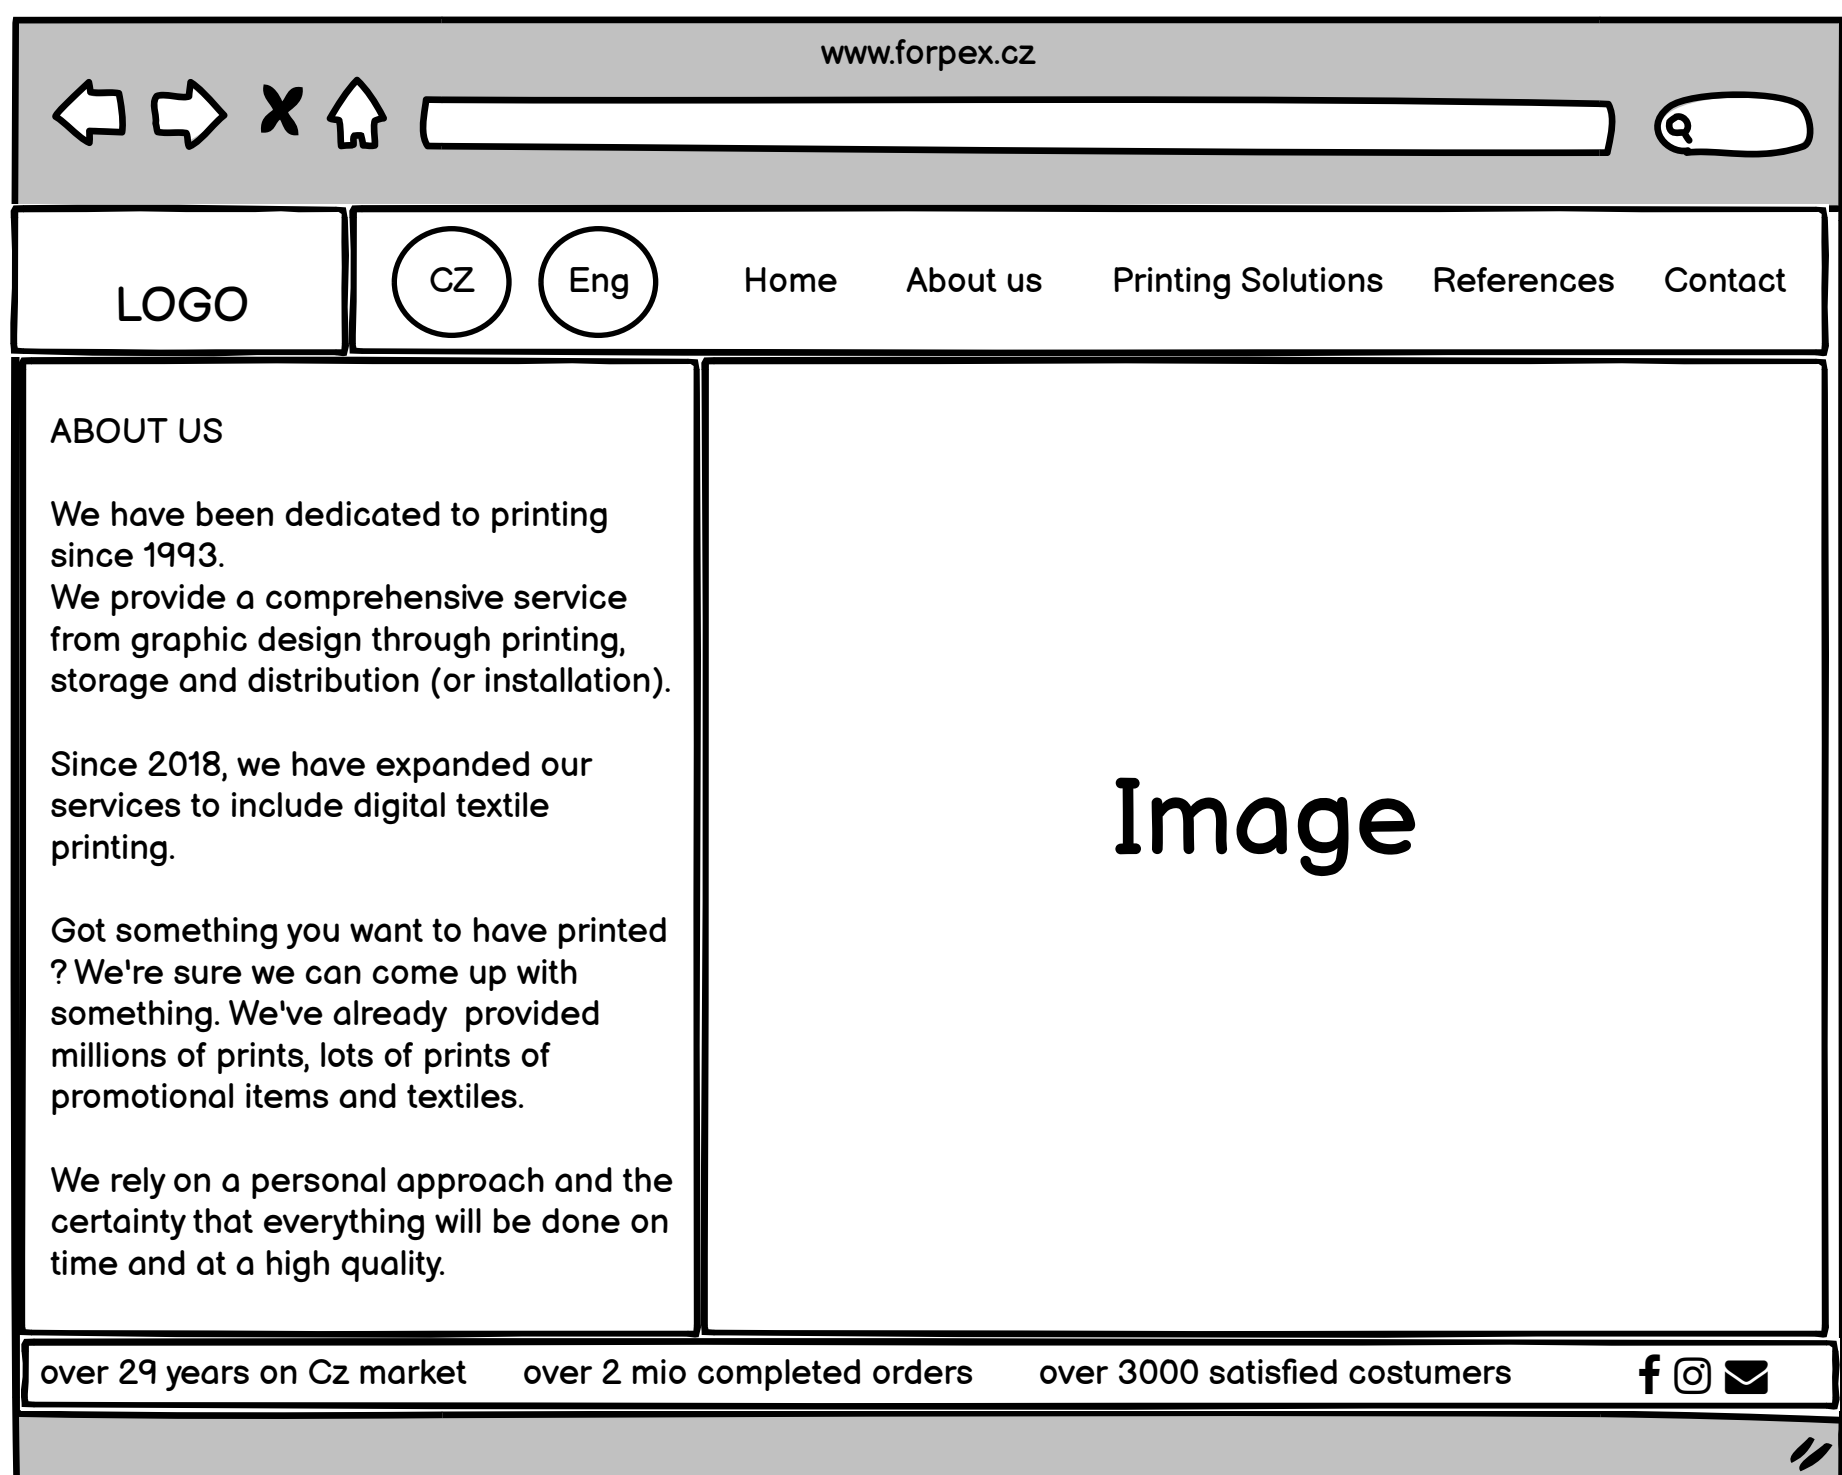 www.forpex.cz
LOGO
CZ Eng Home About us Printing Solutions References Contact
ABOUT US
We have been dedicated to printing
since 1993.
We provide a comprehensive service
from graphic design through printing,
storage and distribution (or installation).
Since 2018, we have expanded our
services to include digital textile
printing.
Got something you want to have printed
? We're sure we can come up with
something. We've already  provided
millions of prints, lots of prints of
promotional items and textiles.
We rely on a personal approach and the
certainty that everything will be done on
time and at a high quality.
Image
over 29 years on Cz market over 2 mio completed orders over 3000 satisfied costumers